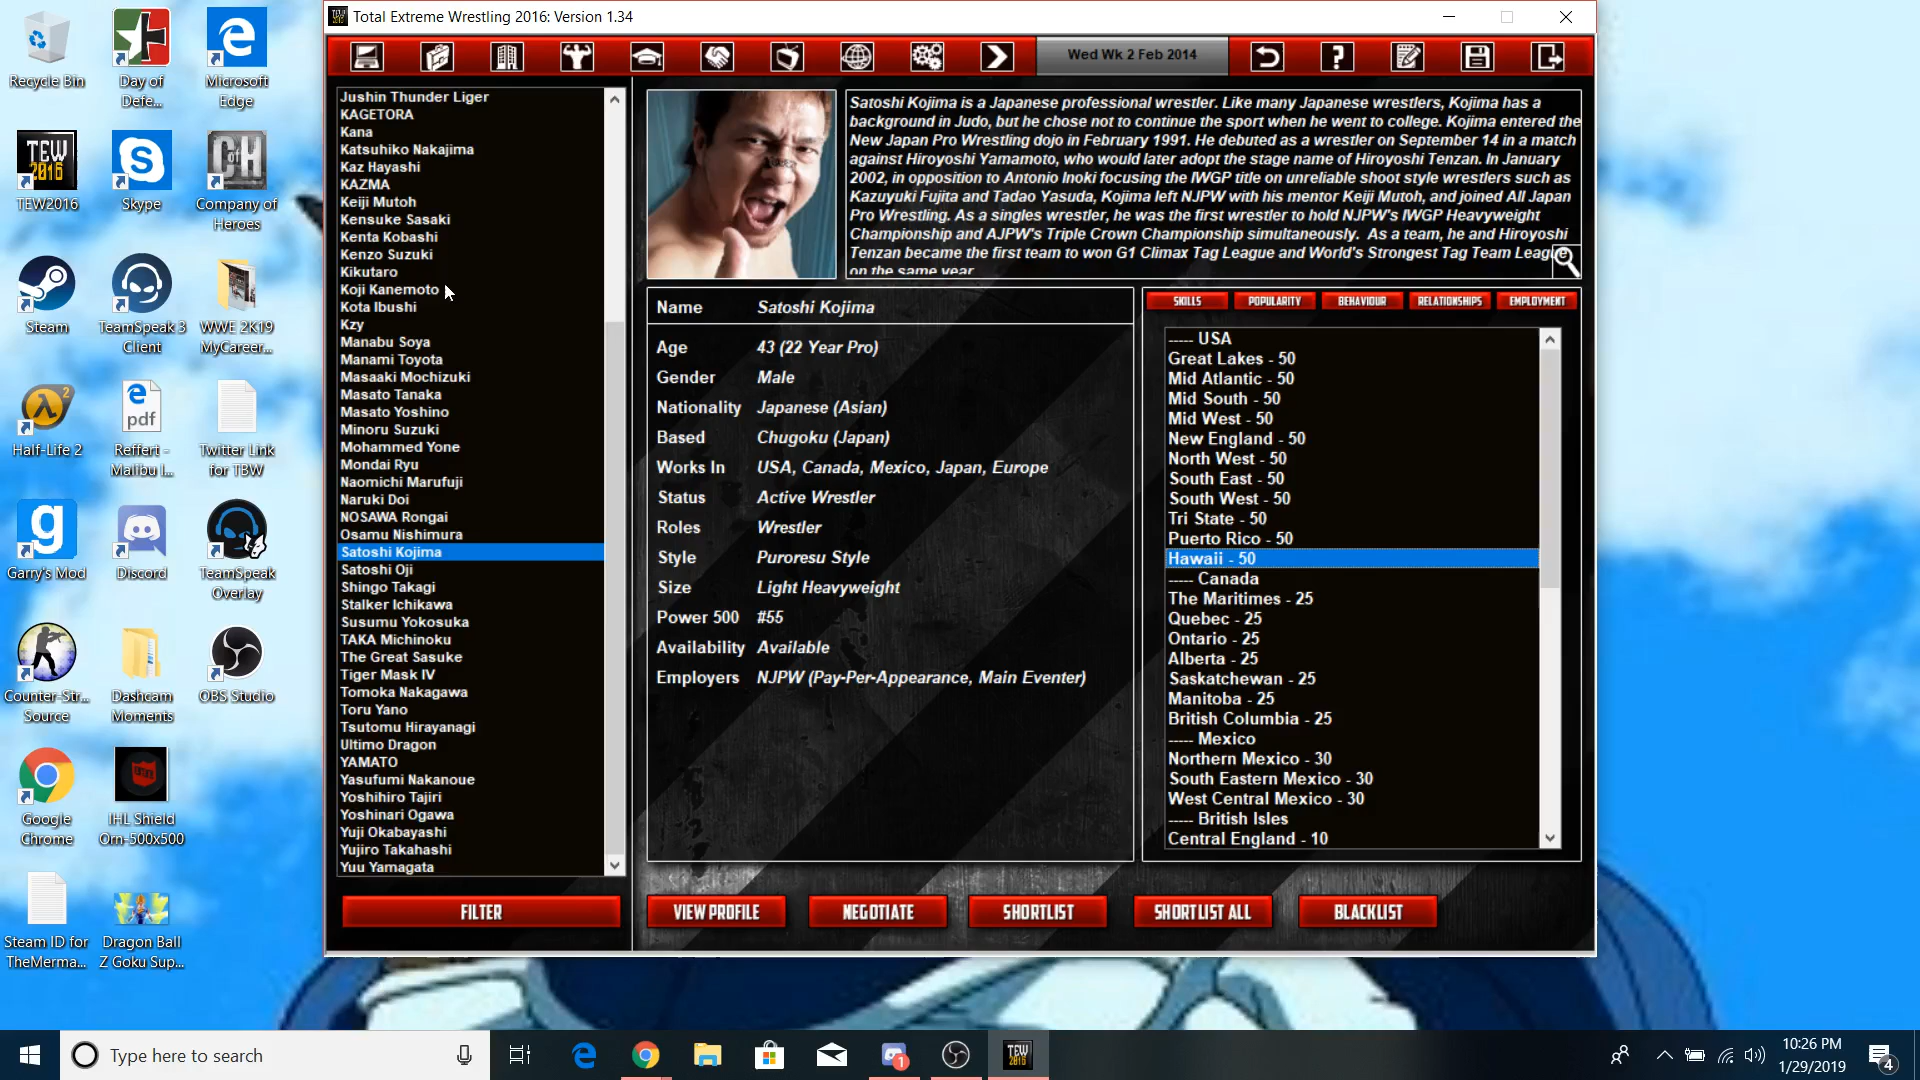 Total Extreme Wrestling 2016: Version 1.34
Wed Wk 2 Feb 2014
Recycle Bin
Day of Defe...
Microsoft Edge
TEW2016
Skype
Company of Heroes
Steam
TeamSpeak 3 Client
WWE 2K19 MyCareer...
Half-Life 2
Reffert - Malibu I...
Twitter Link for TBW
Garry's Mod
Discord
TeamSpeak Overlay
Counter-Str... Source
Dashcam Moments
OBS Studio
Google Chrome
IHL Shield Orn-500x500
Steam ID for TheMerma...
Dragon Ball Z Goku Sup...
Jushin Thunder Liger
KAGETORA
Kana
Katsuhiko Nakajima
Kaz Hayashi
KAZMA
Keiji Mutoh
Kensuke Sasaki
Kenta Kobashi
Kenzo Suzuki
Kikutaro
Koji Kanemoto
Kota Ibushi
Kzy
Manabu Soya
Manami Toyota
Masaaki Mochizuki
Masato Tanaka
Masato Yoshino
Minoru Suzuki
Mohammed Yone
Mondai Ryu
Naomichi Marufuji
Naruki Doi
NOSAWA Rongai
Osamu Nishimura
Satoshi Kojima
Satoshi Oji
Shingo Takagi
Stalker Ichikawa
Susumu Yokosuka
TAKA Michinoku
The Great Sasuke
Tiger Mask IV
Tomoka Nakagawa
Toru Yano
Tsutomu Hirayanagi
Ultimo Dragon
YAMATO
Yasufumi Nakanoue
Yoshihiro Tajiri
Yoshinari Ogawa
Yuji Okabayashi
Yujiro Takahashi
Yuu Yamagata
FILTER
Satoshi Kojima is a Japanese professional wrestler. Like many Japanese wrestlers, Kojima has a
background in Judo, but he chose not to continue the sport when he went to college. Kojima entered the
New Japan Pro Wrestling dojo in February 1991. He debuted as a wrestler on September 14 in a match
against Hiroyoshi Yamamoto, who would later adopt the stage name of Hiroyoshi Tenzan. In January
2002, in opposition to Antonio Inoki focusing the IWGP title on unreliable shoot style wrestlers such as
Kazuyuki Fujita and Tadao Yasuda, Kojima left NJPW with his mentor Keiji Mutoh, and joined All Japan
Pro Wrestling. As a singles wrestler, he was the first wrestler to hold NJPW's IWGP Heavyweight
Championship and AJPW's Triple Crown Championship simultaneously. As a team, he and Hiroyoshi
Tenzan became the first team to won G1 Climax Tag League and World's Strongest Tag Team League
on the same year
Name Satoshi Kojima
Age 43 (22 Year Pro)
Gender Male
Nationality Japanese (Asian)
Based Chugoku (Japan)
Works In USA, Canada, Mexico, Japan, Europe
Status Active Wrestler
Roles Wrestler
Style Puroresu Style
Size Light Heavyweight
Power 500 #55
Availability Available
Employers NJPW (Pay-Per-Appearance, Main Eventer)
SKILLS POPULARITY BEHAVIOUR RELATIONSHIPS EMPLOYMENT
----- USA
Great Lakes - 50
Mid Atlantic - 50
Mid South - 50
Mid West - 50
New England - 50
North West - 50
South East - 50
South West - 50
Tri State - 50
Puerto Rico - 50
Hawaii - 50
----- Canada
The Maritimes - 25
Quebec - 25
Ontario - 25
Alberta - 25
Saskatchewan - 25
Manitoba - 25
British Columbia - 25
----- Mexico
Northern Mexico - 30
South Eastern Mexico - 30
West Central Mexico - 30
----- British Isles
Central England - 10
VIEW PROFILE NEGOTIATE SHORTLIST SHORTLIST ALL BLACKLIST
Type here to search
10:26 PM
1/29/2019
4